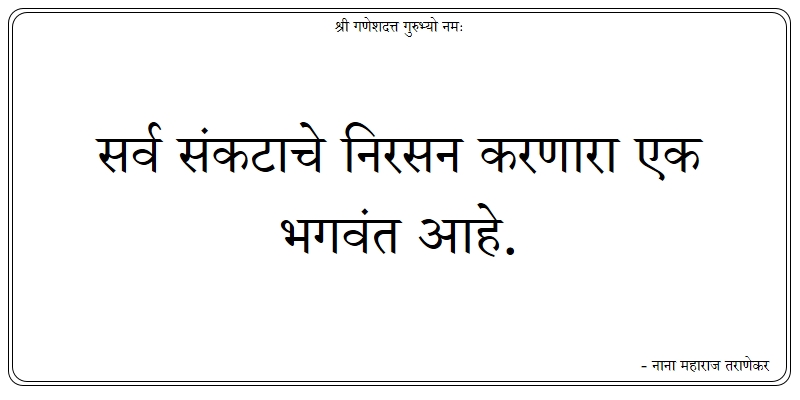 श्री गणेशदत्त गुरुभ्यो नमः
सर्व संकटाचे निरसन करणारा एक
भगवंत आहे.
- नाना महाराज तराणेकर